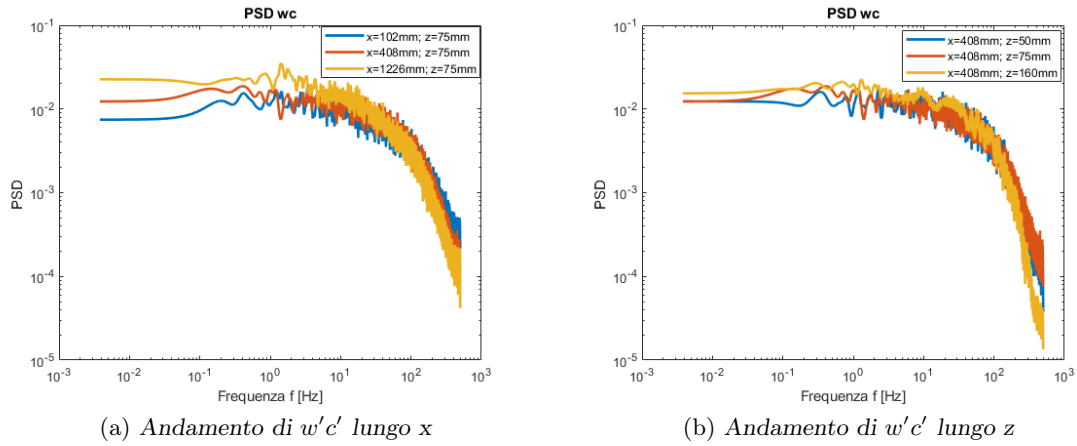 PSD wc
10^-1
10^-2
10^-3
10^-4
10^-5
PSD
x=102mm; z=75mm
x=408mm; z=75mm
x=1226mm; z=75mm
10^-3
10^-2
10^-1
10^0
10^1
10^2
10^3
Frequenza f [Hz]
(a) Andamento di w′c′ lungo x
PSD wc
10^-1
10^-2
10^-3
10^-4
10^-5
PSD
x=408mm; z=50mm
x=408mm; z=75mm
x=408mm; z=160mm
10^-3
10^-2
10^-1
10^0
10^1
10^2
10^3
Frequenza f [Hz]
(b) Andamento di w′c′ lungo z